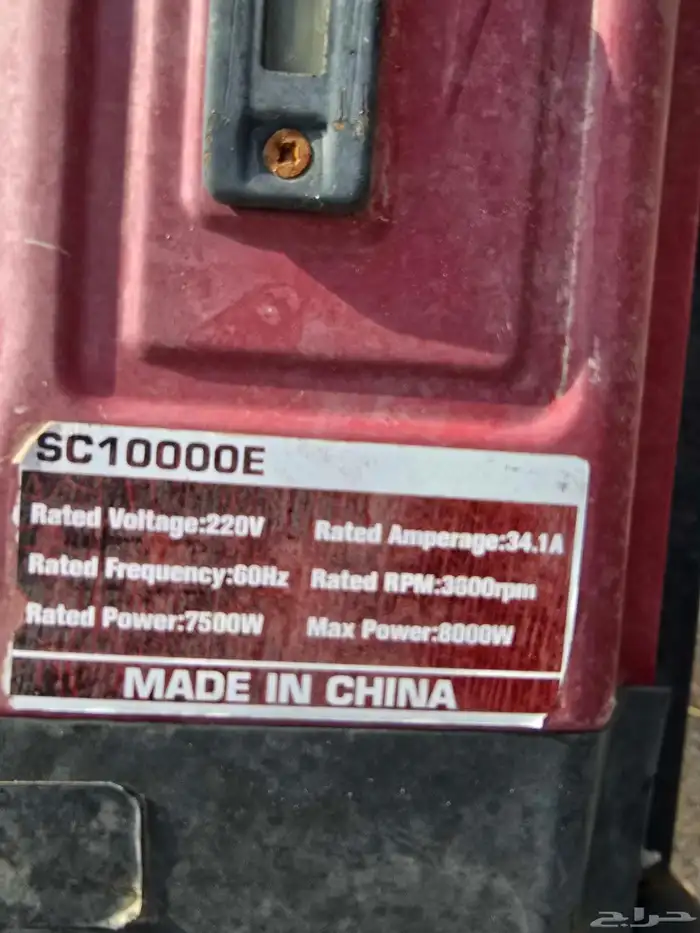 SC10000E
Rated Voltage:220V Rated Amperage:34.1A
Rated Frequency:60Hz Rated RPM:3600rpm
Rated Power:7500W Max Power:8000W
MADE IN CHINA
حراج